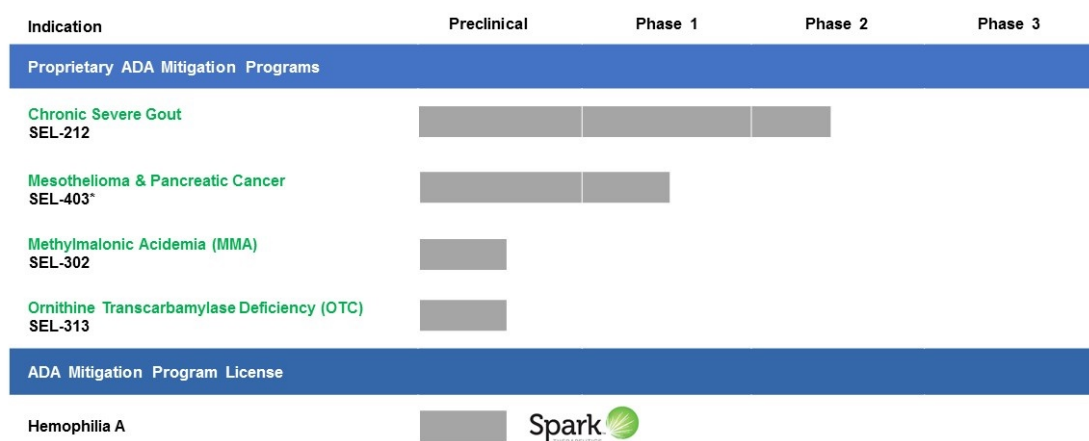 Indication Preclinical Phase 1 Phase 2 Phase 3
Proprietary ADA Mitigation Programs
Chronic Severe Gout
SEL-212
Mesothelioma & Pancreatic Cancer
SEL-403*
Methylmalonic Acidemia (MMA)
SEL-302
Ornithine Transcarbamylase Deficiency (OTC)
SEL-313
ADA Mitigation Program License
Hemophilia A Spark